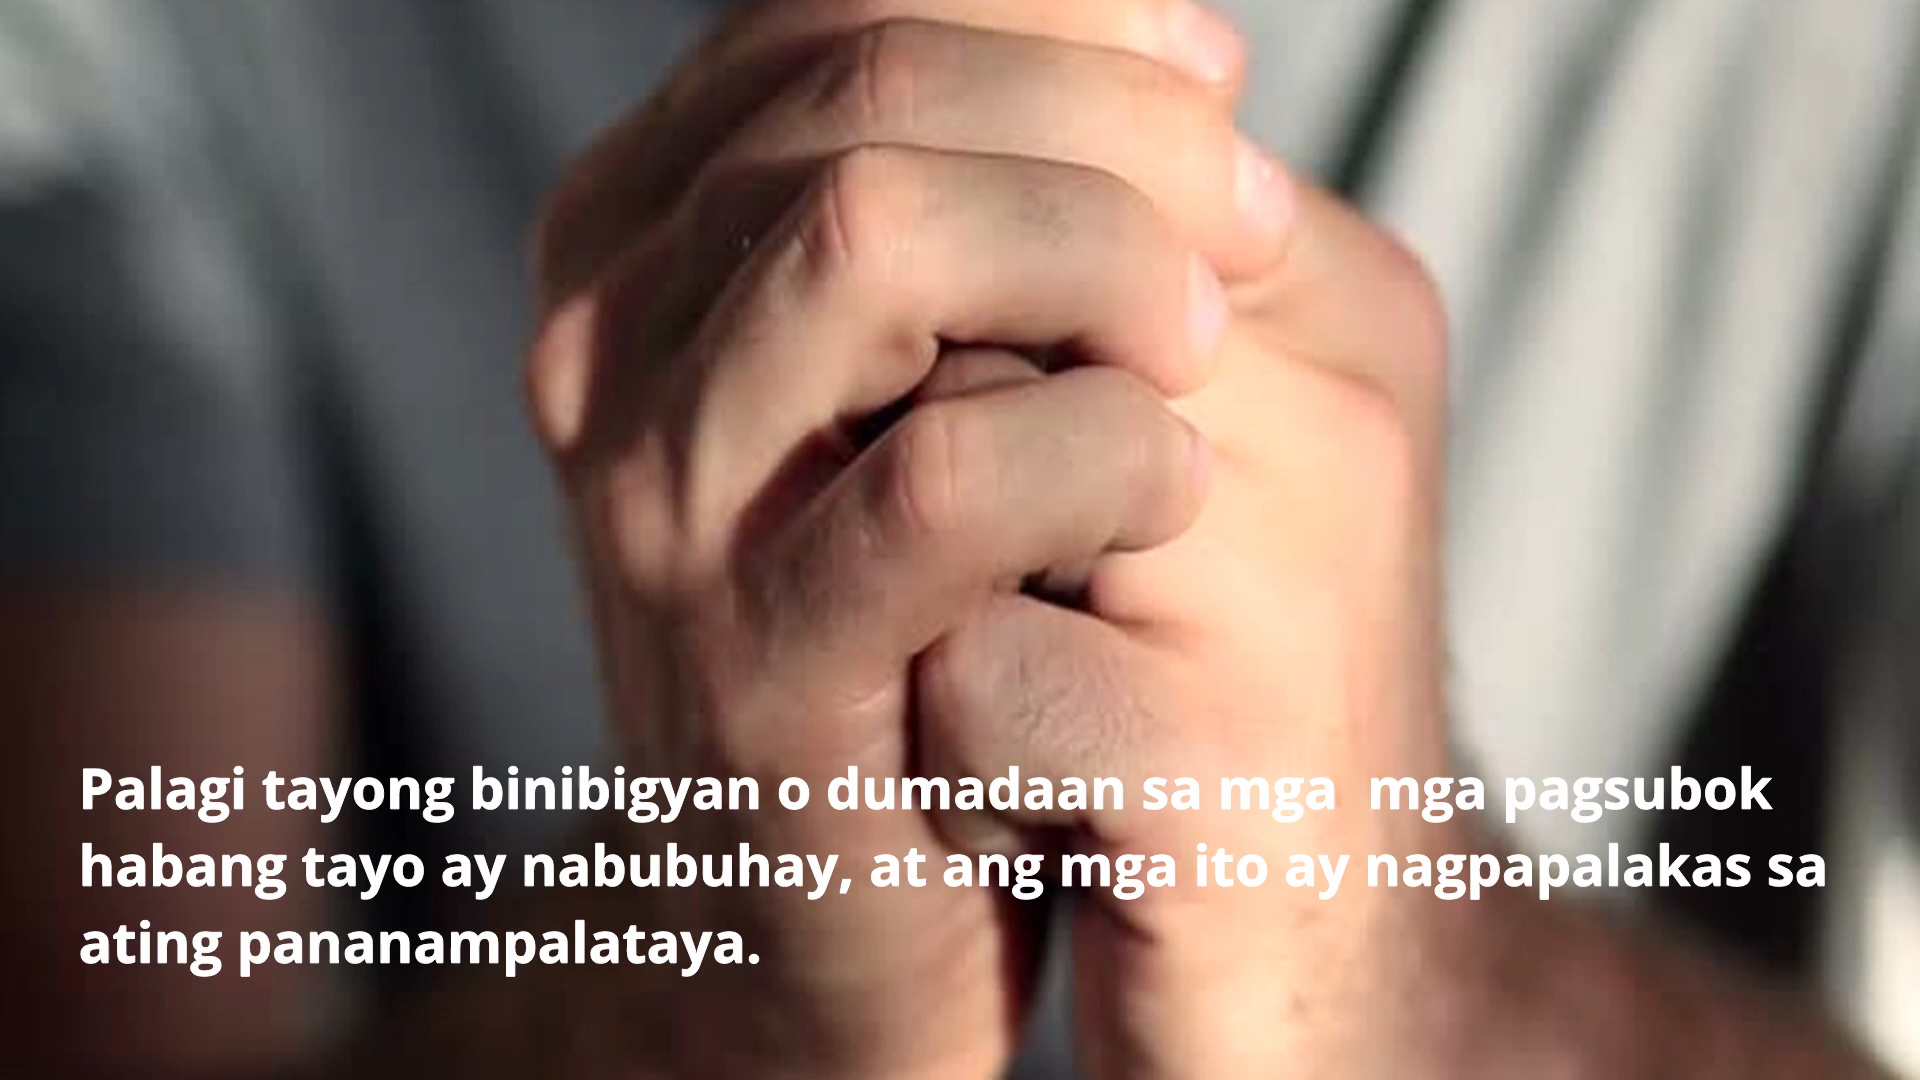 Palagi tayong binibigyan o dumadaan sa mga  mga pagsubok
habang tayo ay nabubuhay, at ang mga ito ay nagpapalakas sa
ating pananampalataya.